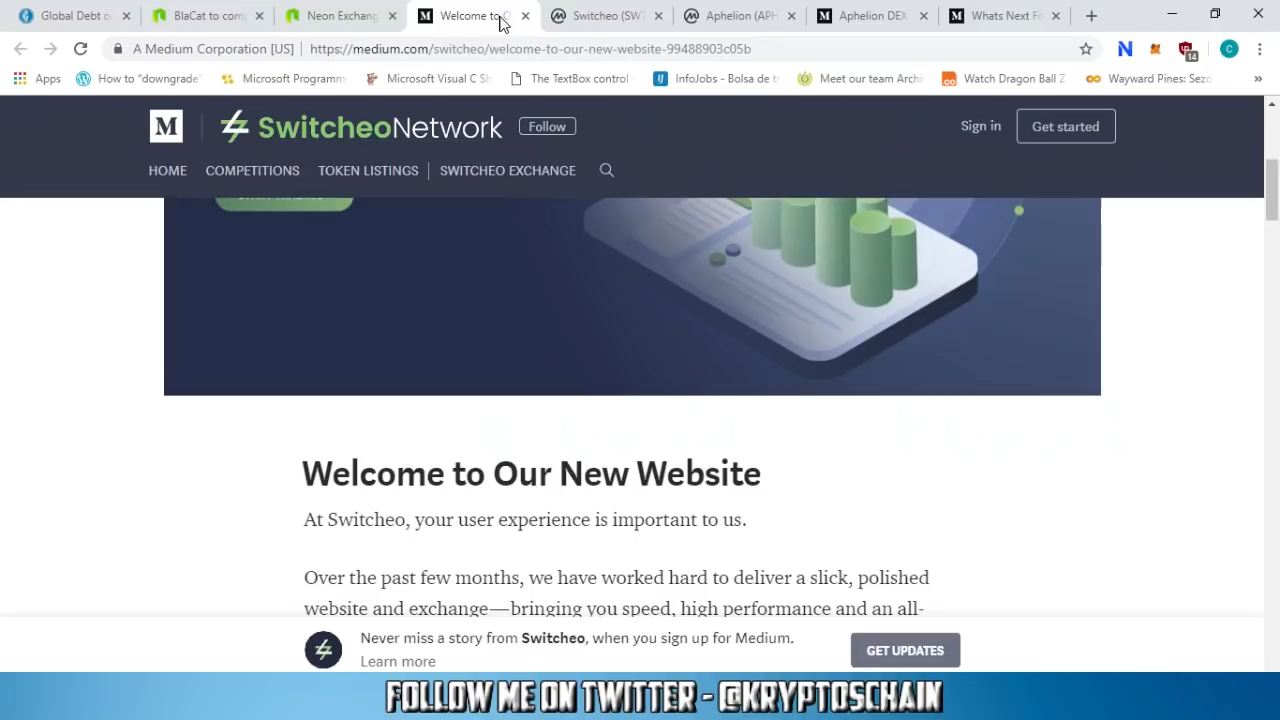 Global Debt o
BlaCat to comp
Neon Exchang
Welcome to
Switcheo (SWT
Aphelion (APH
Aphelion DEX
Whats Next Fo
A Medium Corporation [US] | https://medium.com/switcheo/welcome-to-our-new-website-99488903c05b
14
C
Apps
How to "downgrade"
Microsoft Programm
Microsoft Visual C Sh
The TextBox control
InfoJobs - Bolsa de t
Meet our team Archi
Watch Dragon Ball Z
Wayward Pines: Sezo
M
SwitcheoNetwork
Follow
Sign in
Get started
HOME
COMPETITIONS
TOKEN LISTINGS
SWITCHEO EXCHANGE
Welcome to Our New Website
At Switcheo, your user experience is important to us.
Over the past few months, we have worked hard to deliver a slick, polished
website and exchange—bringing you speed, high performance and an all-
Never miss a story from Switcheo, when you sign up for Medium.
Learn more
GET UPDATES
FOLLOW ME ON TWITTER - @KRYPTOSCHAIN